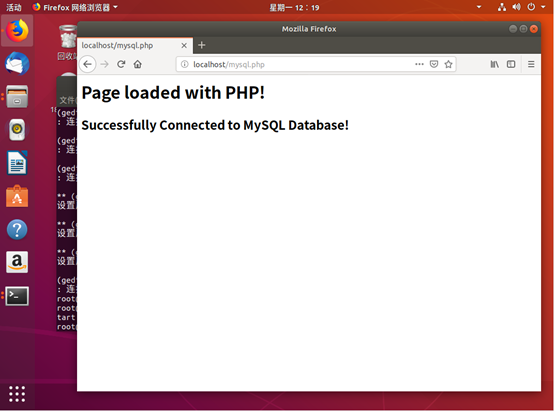 活动
Firefox 网络浏览器
星期一 12：19
Mozilla Firefox
localhost/mysql.php
localhost/mysql.php
Page loaded with PHP!
Successfully Connected to MySQL Database!
回收站
文件
18
(ged
: 连
(ged
: 连
(ged
: 连
** (
设置
** (
设置
** (
设置
(ged
: 连
root
root
tart
root